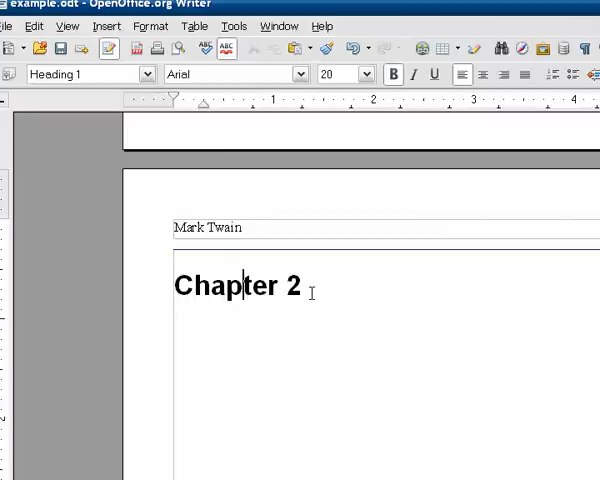 example.odt - OpenOffice.org Writer
File Edit View Insert Format Table Tools Window Help
Heading 1 Arial 20 B I U
1 2 3 4
Mark Twain
Chapter 2